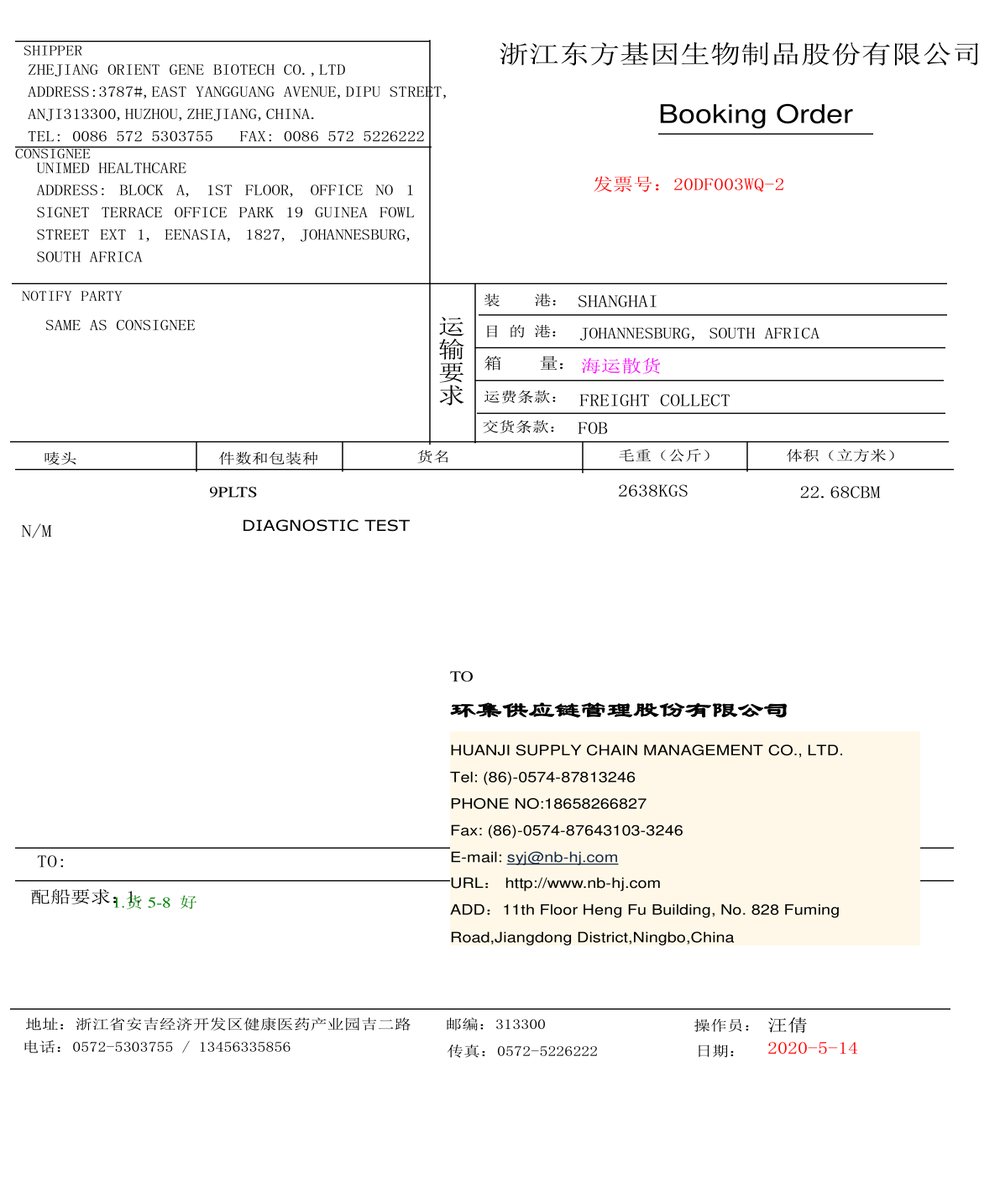 SHIPPER
ZHEJIANG ORIENT GENE BIOTECH CO.,LTD
ADDRESS:3787#,EAST YANGGUANG AVENUE,DIPU STREET,
ANJI313300,HUZHOU,ZHEJIANG,CHINA.
TEL: 0086 572 5303755 FAX: 0086 572 5226222
浙江东方基因生物制品股份有限公司
Booking Order
发票号：20DF003WQ-2
CONSIGNEE
UNIMED HEALTHCARE
ADDRESS: BLOCK A, 1ST FLOOR, OFFICE NO 1
SIGNET TERRACE OFFICE PARK 19 GUINEA FOWL
STREET EXT 1, EENASIA, 1827, JOHANNESBURG,
SOUTH AFRICA
NOTIFY PARTY
SAME AS CONSIGNEE
运输要求
装 港： SHANGHAI
目 的 港： JOHANNESBURG, SOUTH AFRICA
箱 量： 海运散货
运费条款： FREIGHT COLLECT
交货条款： FOB
唛头 件数和包装种 货名 毛重（公斤） 体积（立方米）
9PLTS 2638KGS 22.68CBM
N/M DIAGNOSTIC TEST
TO
环集供应链管理股份有限公司
HUANJI SUPPLY CHAIN MANAGEMENT CO., LTD.
Tel: (86)-0574-87813246
PHONE NO:18658266827
Fax: (86)-0574-87643103-3246
E-mail: syj@nb-hj.com
URL： http://www.nb-hj.com
ADD：11th Floor Heng Fu Building, No. 828 Fuming
Road,Jiangdong District,Ningbo,China
TO:
配船要求：1.
1.货 5-8 好
地址：浙江省安吉经济开发区健康医药产业园吉二路 邮编：313300 操作员： 汪倩
电话：0572-5303755 / 13456335856 传真：0572-5226222 日期： 2020-5-14